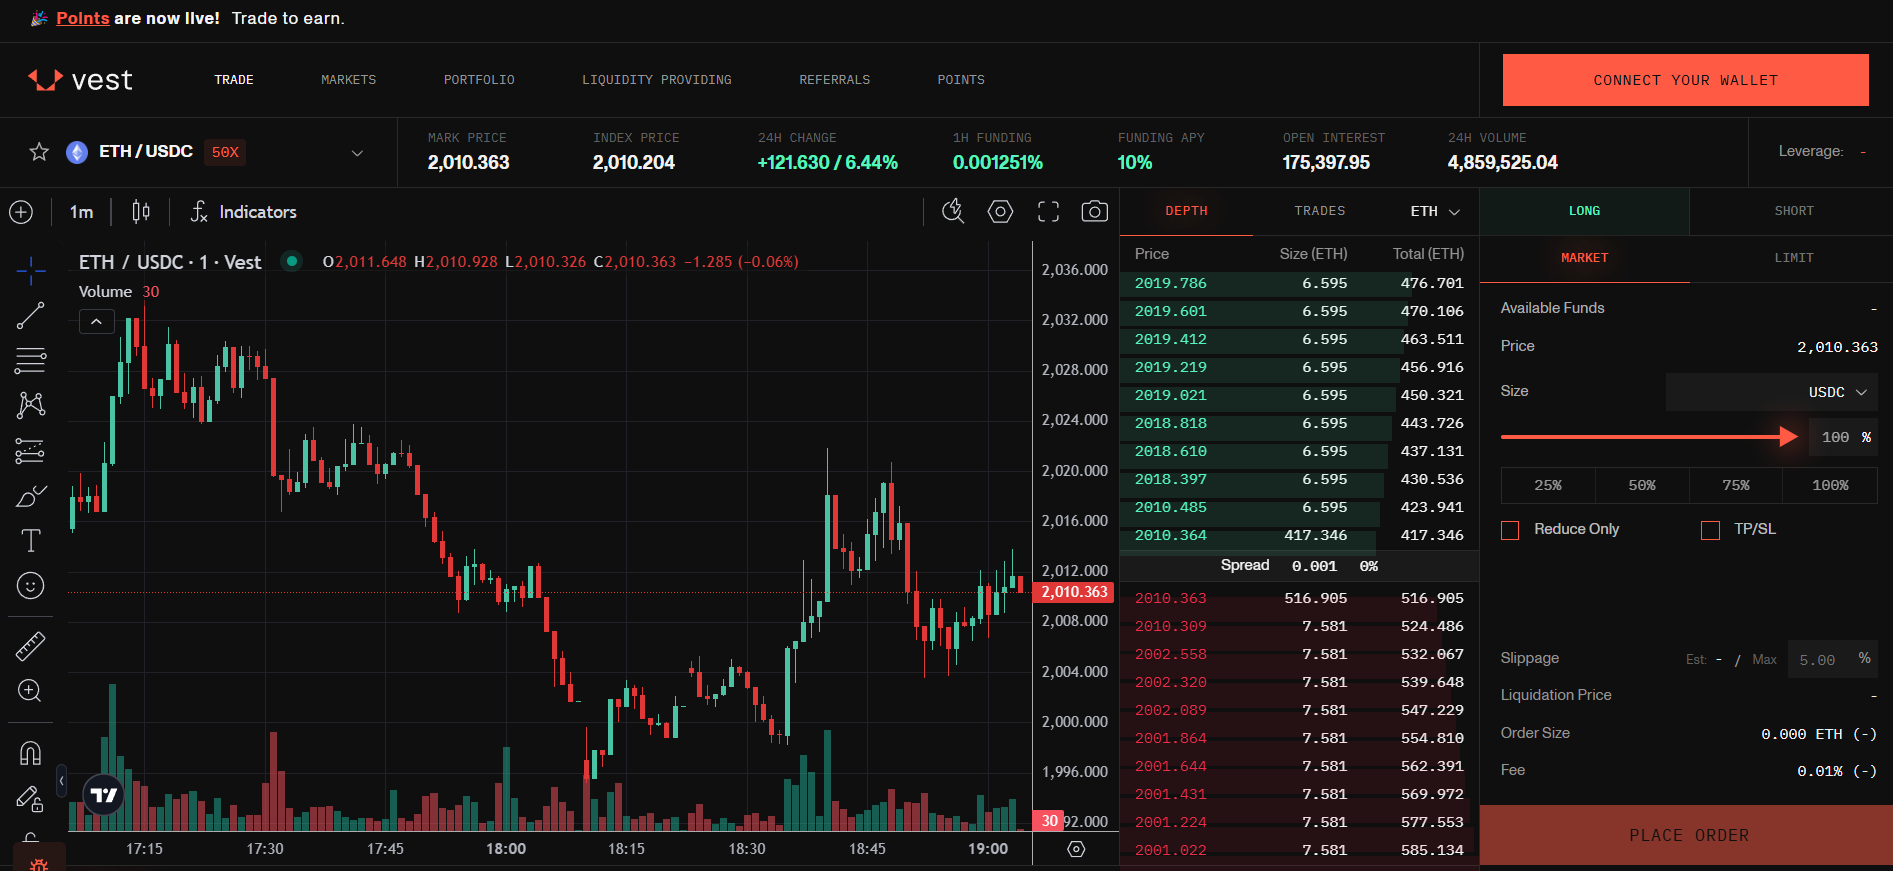 Points are now live! Trade to earn.
vest
TRADE
MARKETS
PORTFOLIO
LIQUIDITY PROVIDING
REFERRALS
POINTS
CONNECT YOUR WALLET
ETH / USDC 50X
MARK PRICE
2,010.363
INDEX PRICE
2,010.204
24H CHANGE
+121.630 / 6.44%
1H FUNDING
0.001251%
FUNDING APY
10%
OPEN INTEREST
175,397.95
24H VOLUME
4,859,525.04
Leverage: -
1m
Indicators
ETH / USDC · 1 · Vest O2,011.648 H2,010.928 L2,010.326 C2,010.363 −1.285 (−0.06%)
Volume 30
2,036.000
2,032.000
2,028.000
2,024.000
2,020.000
2,016.000
2,012.000
2,010.363
2,008.000
2,004.000
2,000.000
1,996.000
30
92.000
17:15 17:30 17:45 18:00 18:15 18:30 18:45 19:00
DEPTH TRADES ETH
Price Size (ETH) Total (ETH)
2019.786 6.595 476.701
2019.601 6.595 470.106
2019.412 6.595 463.511
2019.219 6.595 456.916
2019.021 6.595 450.321
2018.818 6.595 443.726
2018.610 6.595 437.131
2018.397 6.595 430.536
2010.485 6.595 423.941
2010.364 417.346 417.346
Spread 0.001 0%
2010.363 516.905 516.905
2010.309 7.581 524.486
2002.558 7.581 532.067
2002.320 7.581 539.648
2002.089 7.581 547.229
2001.864 7.581 554.810
2001.644 7.581 562.391
2001.431 7.581 569.972
2001.224 7.581 577.553
2001.022 7.581 585.134
LONG SHORT
MARKET LIMIT
Available Funds -
Price 2,010.363
Size USDC
100 %
25% 50% 75% 100%
Reduce Only TP/SL
Slippage Est: - / Max 5.00 %
Liquidation Price -
Order Size 0.000 ETH (-)
Fee 0.01% (-)
PLACE ORDER